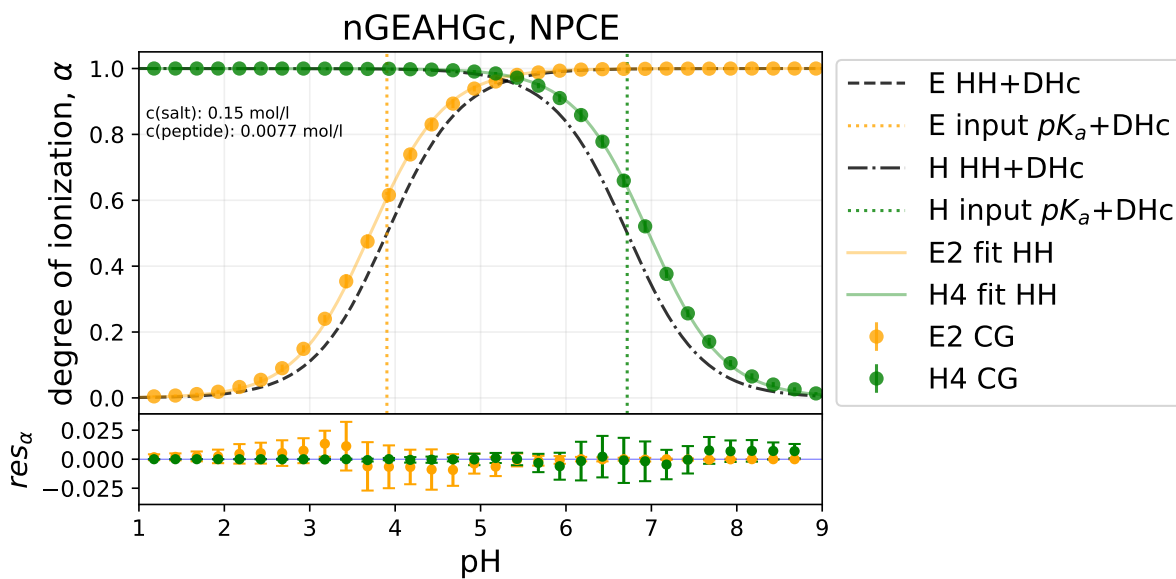 nGEAHGc, NPCE
degree of ionization, α
1.0
0.8
0.6
0.4
0.2
0.0
c(salt): 0.15 mol/l
c(peptide): 0.0077 mol/l
E HH+DHc
E input pKₐ+DHc
H HH+DHc
H input pKₐ+DHc
E2 fit HH
H4 fit HH
E2 CG
H4 CG
res_α
0.025
0.000
−0.025
1 2 3 4 5 6 7 8 9
pH